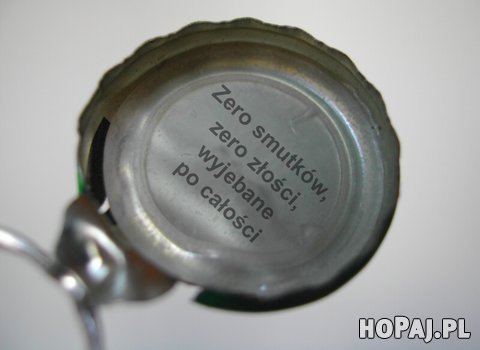 Zero smutków,
zero złości,
wyjebane
po całości
HOPAJ.PL